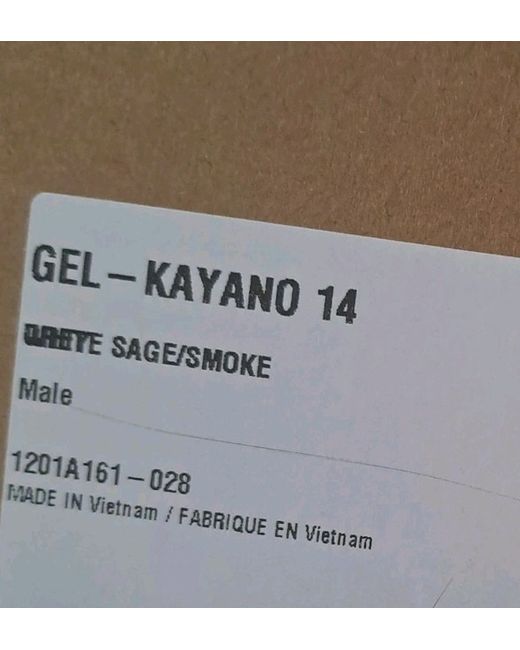 GEL – KAYANO 14
SAGE/SMOKE
Male
1201A161 – 028
MADE IN Vietnam / FABRIQUE EN Vietnam